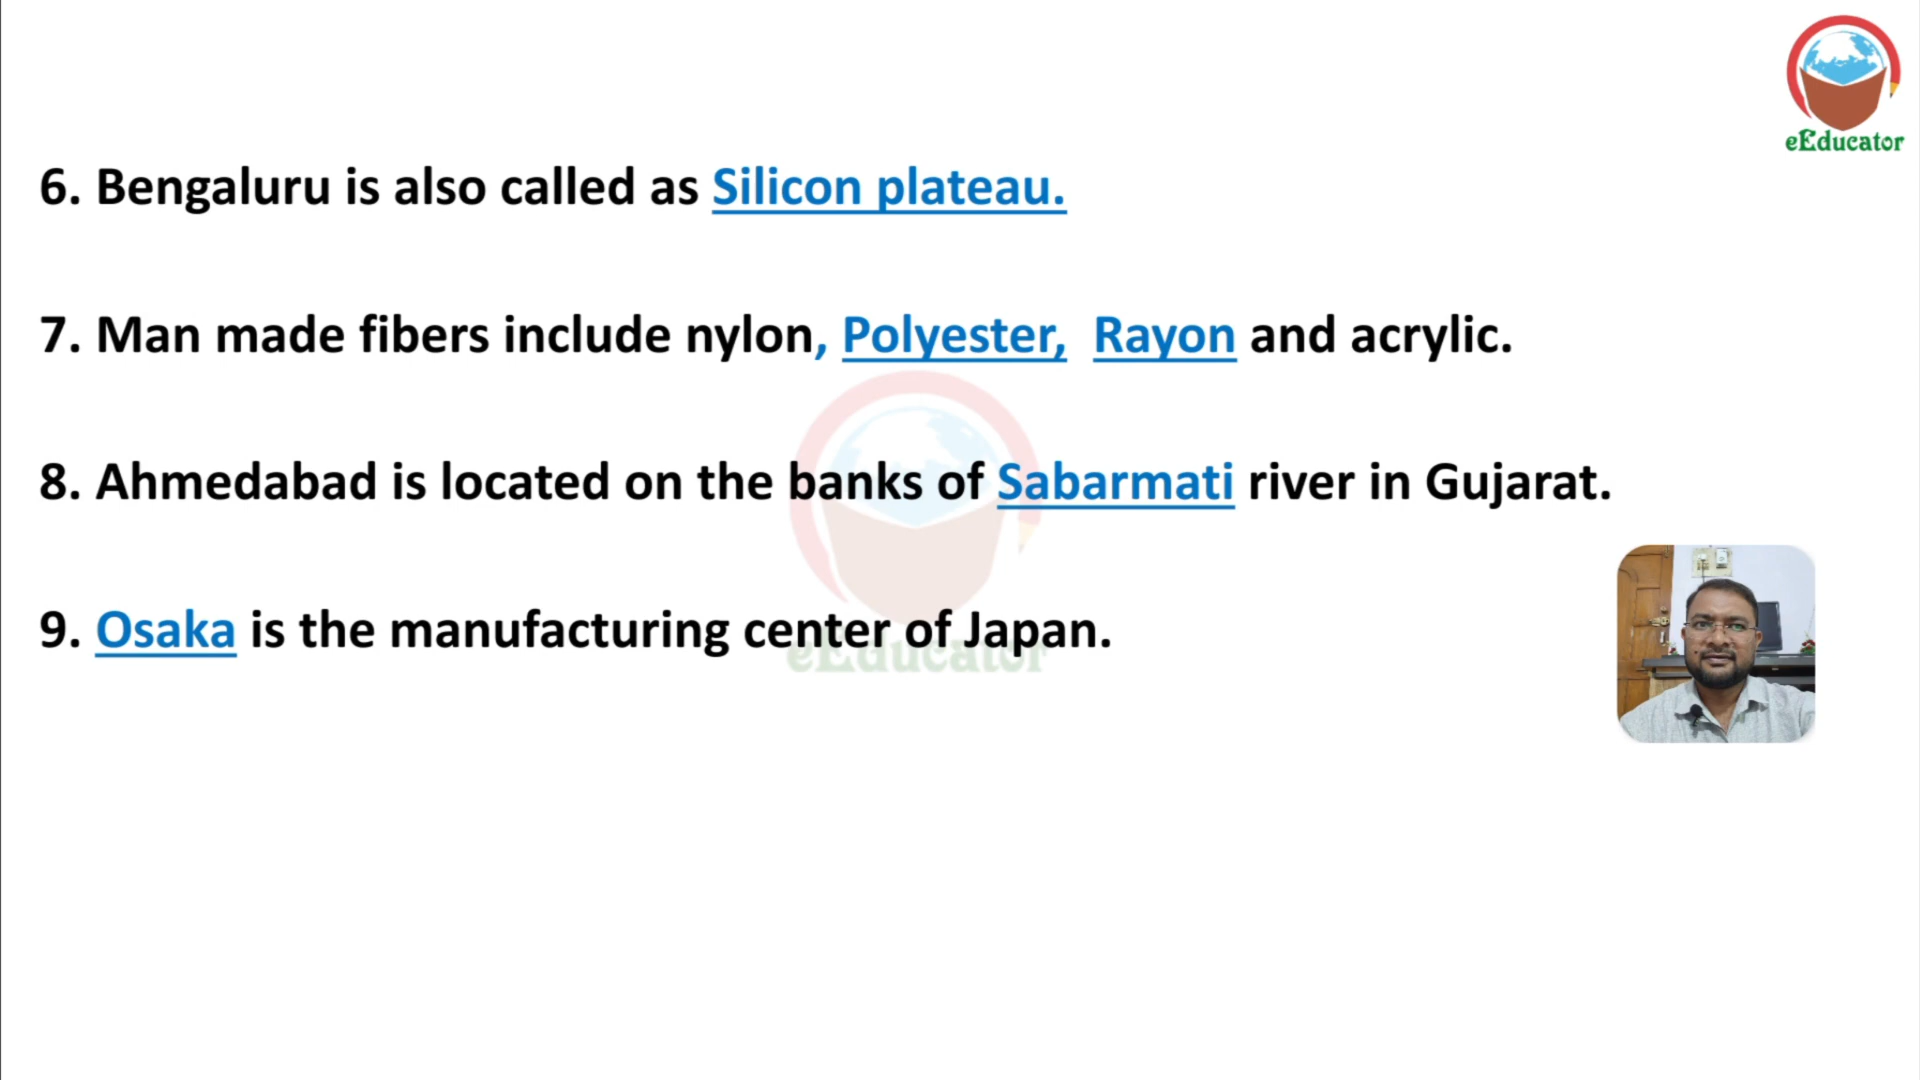 eEducator
6. Bengaluru is also called as Silicon plateau.
7. Man made fibers include nylon, Polyester, Rayon and acrylic.
8. Ahmedabad is located on the banks of Sabarmati river in Gujarat.
9. Osaka is the manufacturing center of Japan.
eEducator